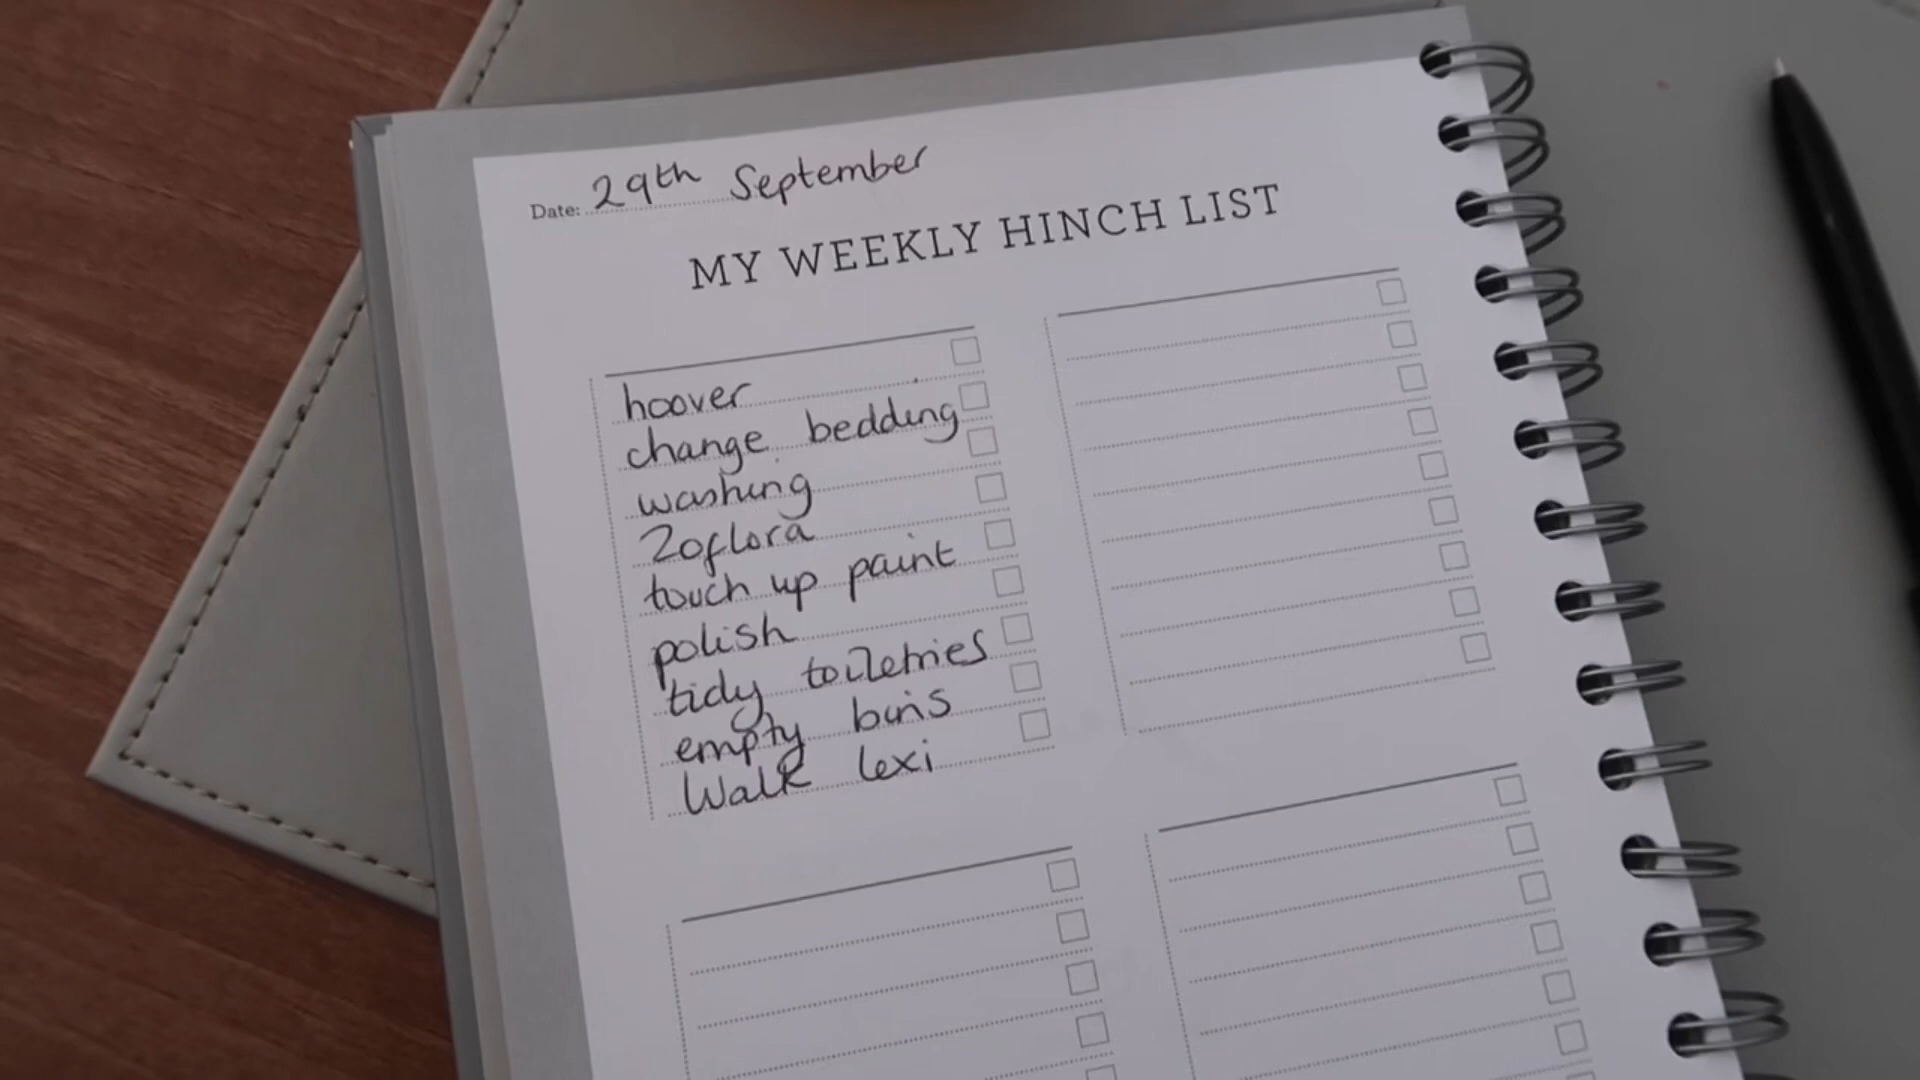 Date: 29th September
MY WEEKLY HINCH LIST
hoover
change bedding
washing
Zoflora
touch up paint
polish
tidy toiletries
empty bins
Walk lexi